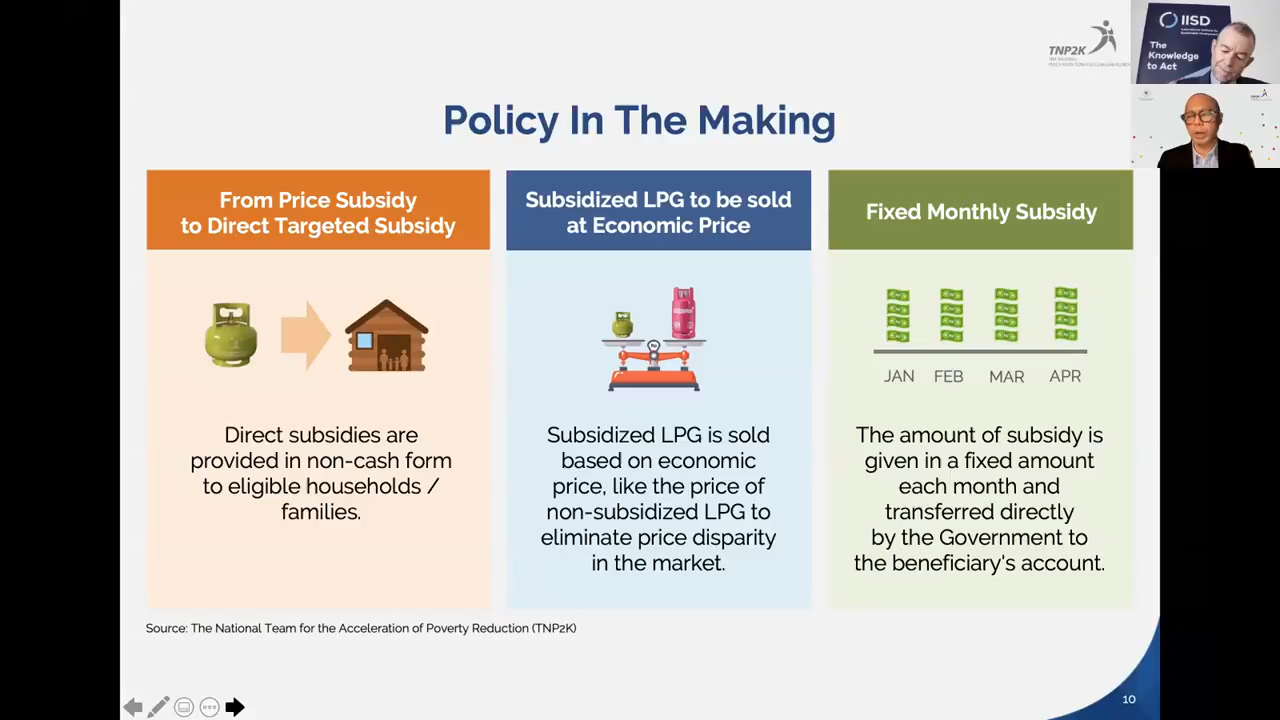 TNP2K
IISD
The
Knowledge
to Act
Policy In The Making
From Price Subsidy
to Direct Targeted Subsidy
Direct subsidies are
provided in non-cash form
to eligible households /
families.
Subsidized LPG to be sold
at Economic Price
Subsidized LPG is sold
based on economic
price, like the price of
non-subsidized LPG to
eliminate price disparity
in the market.
Fixed Monthly Subsidy
JAN FEB MAR APR
The amount of subsidy is
given in a fixed amount
each month and
transferred directly
by the Government to
the beneficiary's account.
Source: The National Team for the Acceleration of Poverty Reduction (TNP2K)
10